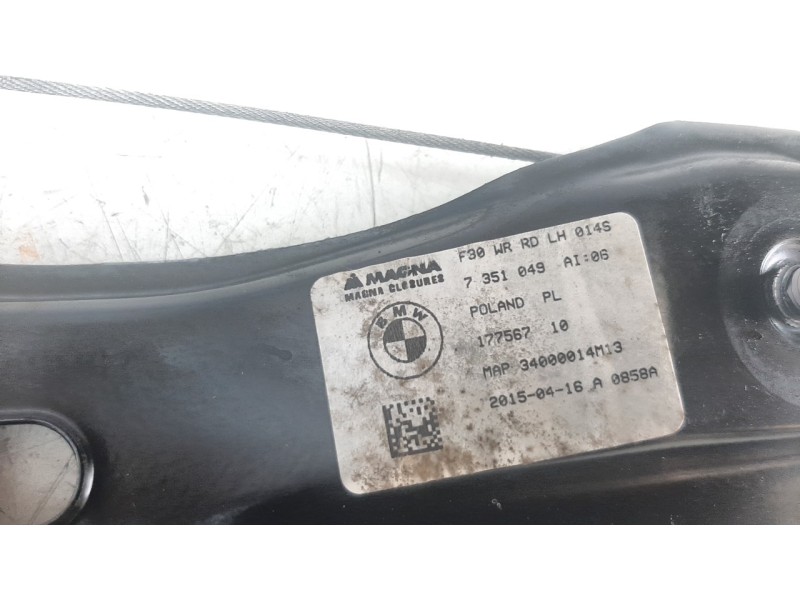 MAGNA
MAGNA CLOSURES
BMW
F30 WR RD LH 014S
7 351 049 AI:06
POLAND PL
177567 10
MAP 34000014M13
2015-04-16 A 0858A